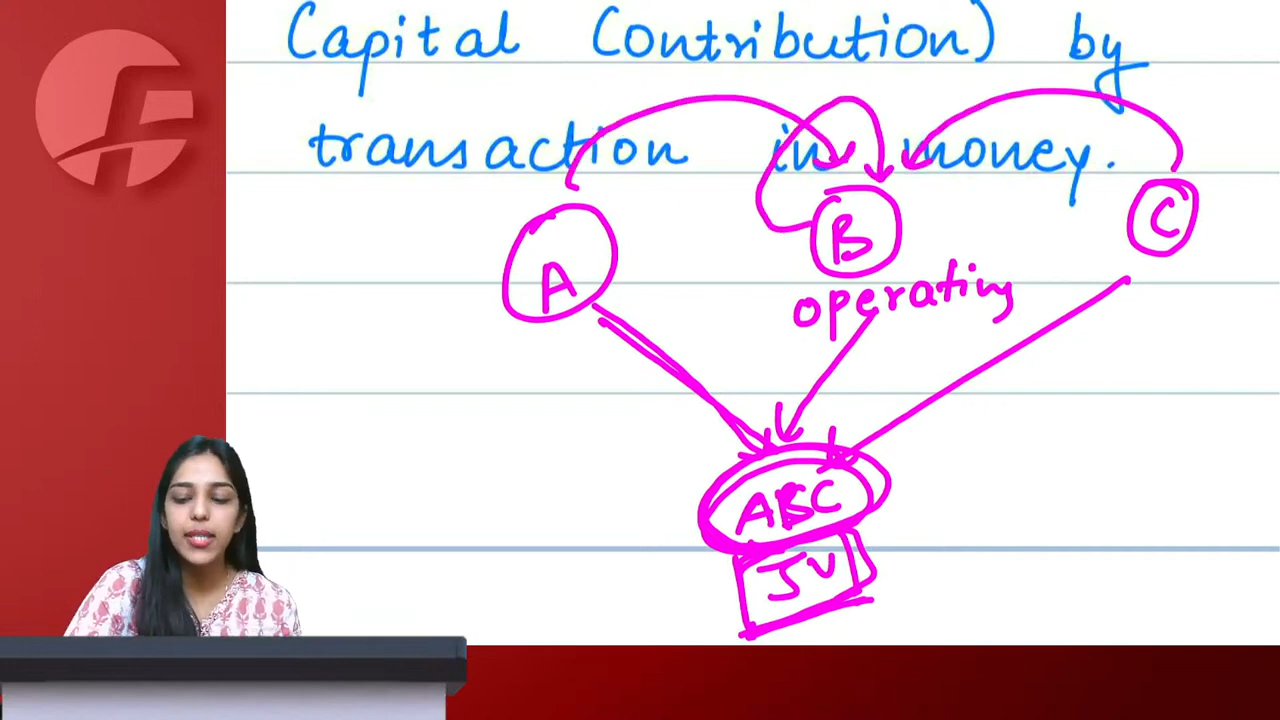 Capital Contribution) by
transaction in money.
A B C
operating
ABC
JV